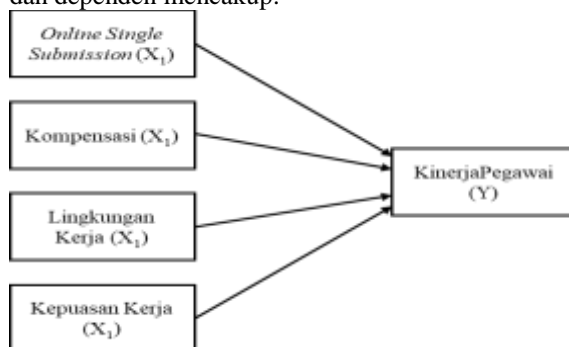 dan dependen mencakup:
Online Single
Submission (X₁)
Kompensasi (X₁)
Lingkungan
Kerja (X₁)
Kepuasan Kerja
(X₁)
KinerjaPegawai
(Y)